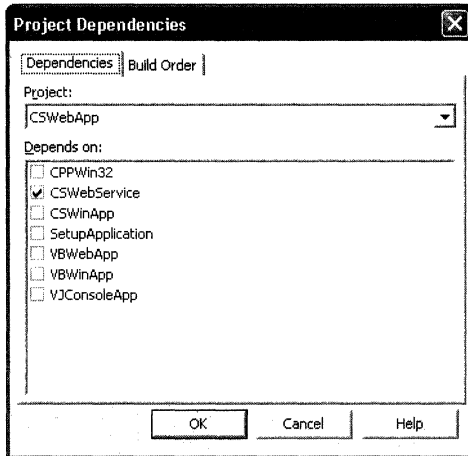 Project Dependencies
Dependencies Build Order
Project:
CSWebApp
Depends on:
CPPWin32
CSWebService
CSWinApp
SetupApplication
VBWebApp
VBWinApp
VJConsoleApp
OK Cancel Help